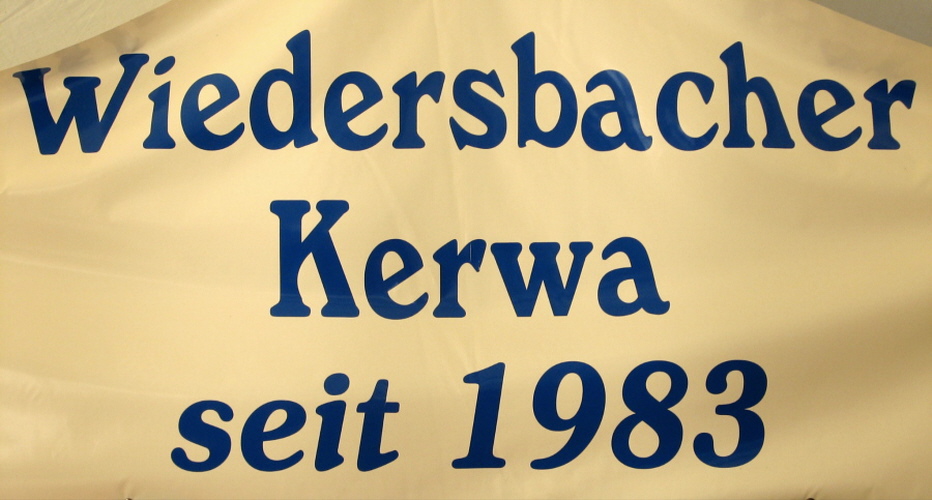 Wiedersbacher
Kerwa
seit 1983